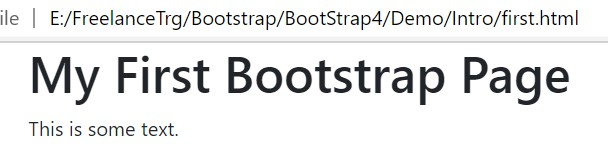 ile | E:/FreelanceTrg/Bootstrap/BootStrap4/Demo/Intro/first.html
My First Bootstrap Page
This is some text.